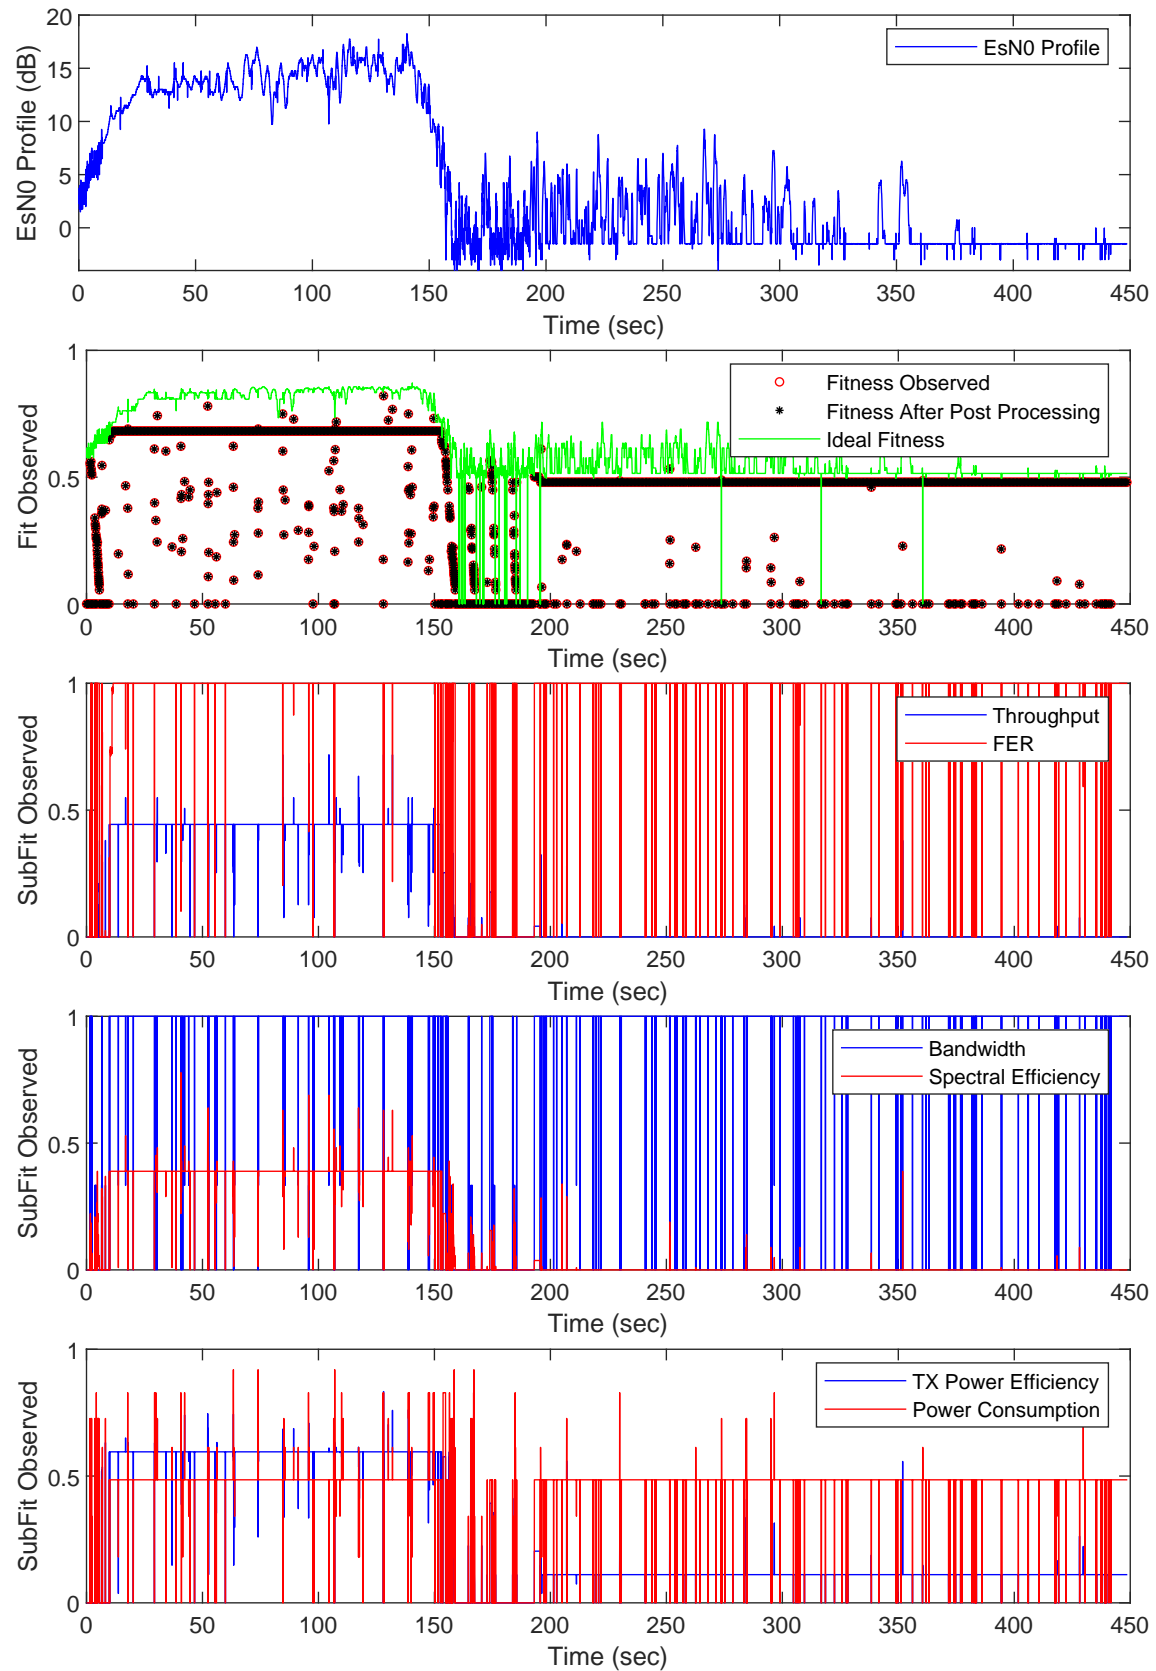 20
15
10
5
0
EsN0 Profile (dB)
EsN0 Profile
0 50 100 150 200 250 300 350 400 450
Time (sec)
1
0.5
0
Fit Observed
Fitness Observed
Fitness After Post Processing
Ideal Fitness
0 50 100 150 200 250 300 350 400 450
Time (sec)
1
0.5
0
SubFit Observed
Throughput
FER
0 50 100 150 200 250 300 350 400 450
Time (sec)
1
0.5
0
SubFit Observed
Bandwidth
Spectral Efficiency
0 50 100 150 200 250 300 350 400 450
Time (sec)
1
0.5
0
SubFit Observed
TX Power Efficiency
Power Consumption
0 50 100 150 200 250 300 350 400 450
Time (sec)